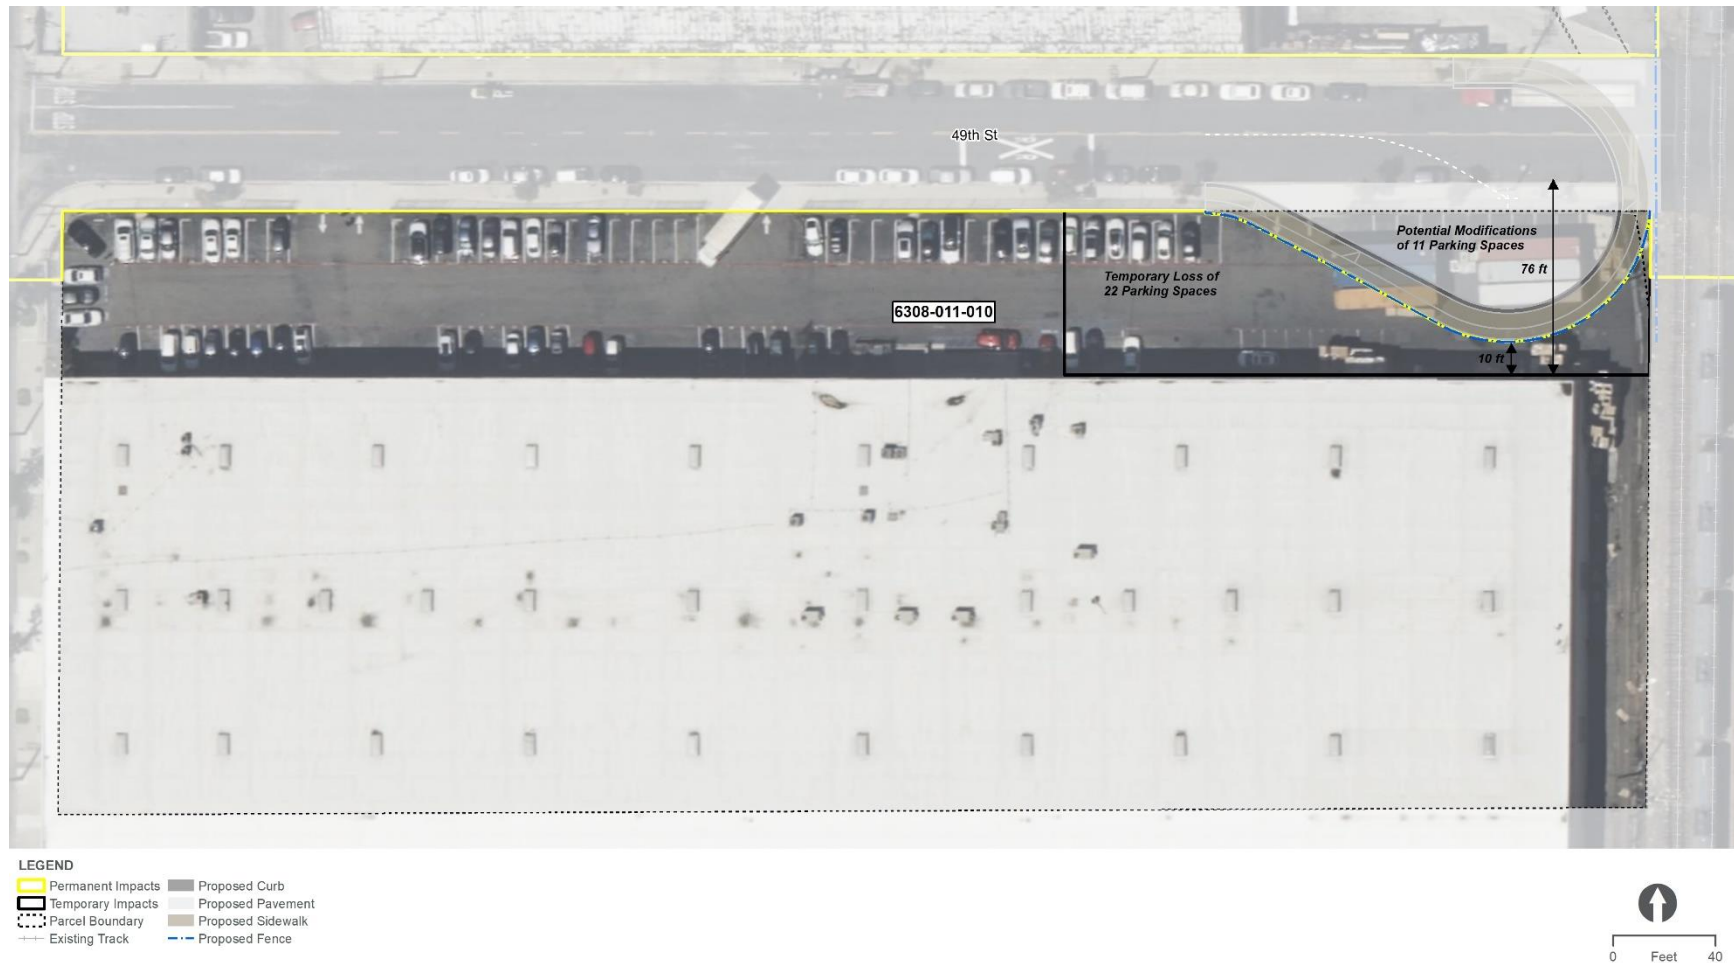 STOP
STOP
49th St
Potential Modifications
of 11 Parking Spaces
76 ft
Temporary Loss of
22 Parking Spaces
6308-011-010
10 ft
LEGEND
Permanent Impacts
Temporary Impacts
Parcel Boundary
Existing Track
Proposed Curb
Proposed Pavement
Proposed Sidewalk
Proposed Fence
0 Feet 40